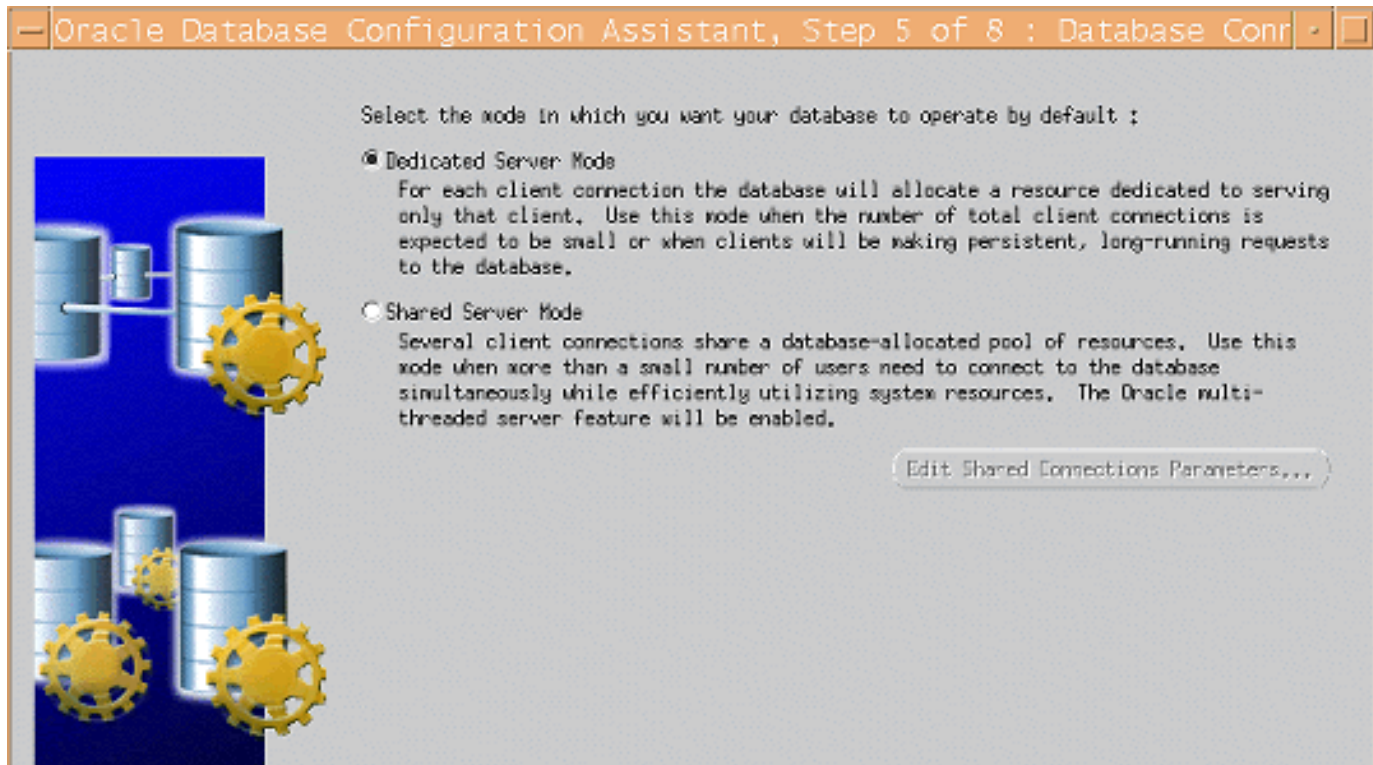 Oracle Database Configuration Assistant, Step 5 of 8 : Database Conr
Select the mode in which you want your database to operate by default :
Dedicated Server Mode
For each client connection the database will allocate a resource dedicated to serving
only that client. Use this mode when the number of total client connections is
expected to be small or when clients will be making persistent, long-running requests
to the database.
Shared Server Mode
Several client connections share a database-allocated pool of resources. Use this
mode when more than a small number of users need to connect to the database
simultaneously while efficiently utilizing system resources. The Oracle multi-
threaded server feature will be enabled.
Edit Shared Connections Parameters...